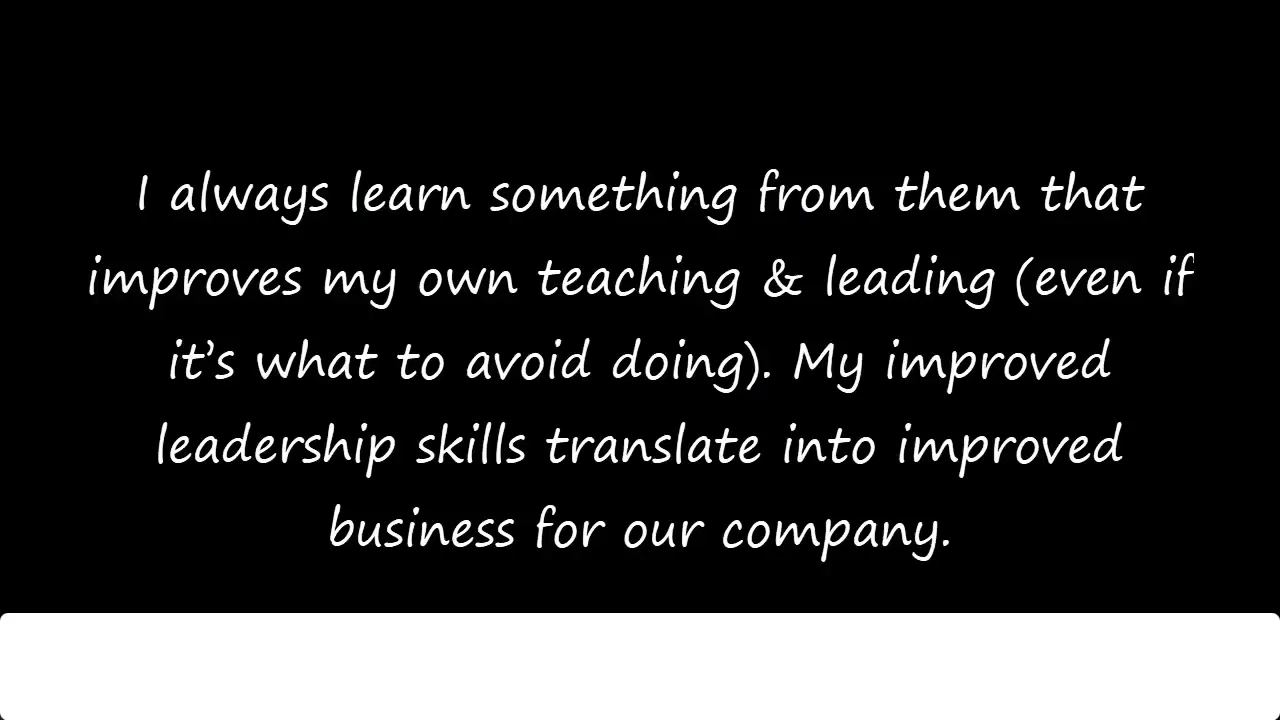 I always learn something from them that
improves my own teaching & leading (even if
it’s what to avoid doing). My improved
leadership skills translate into improved
business for our company.